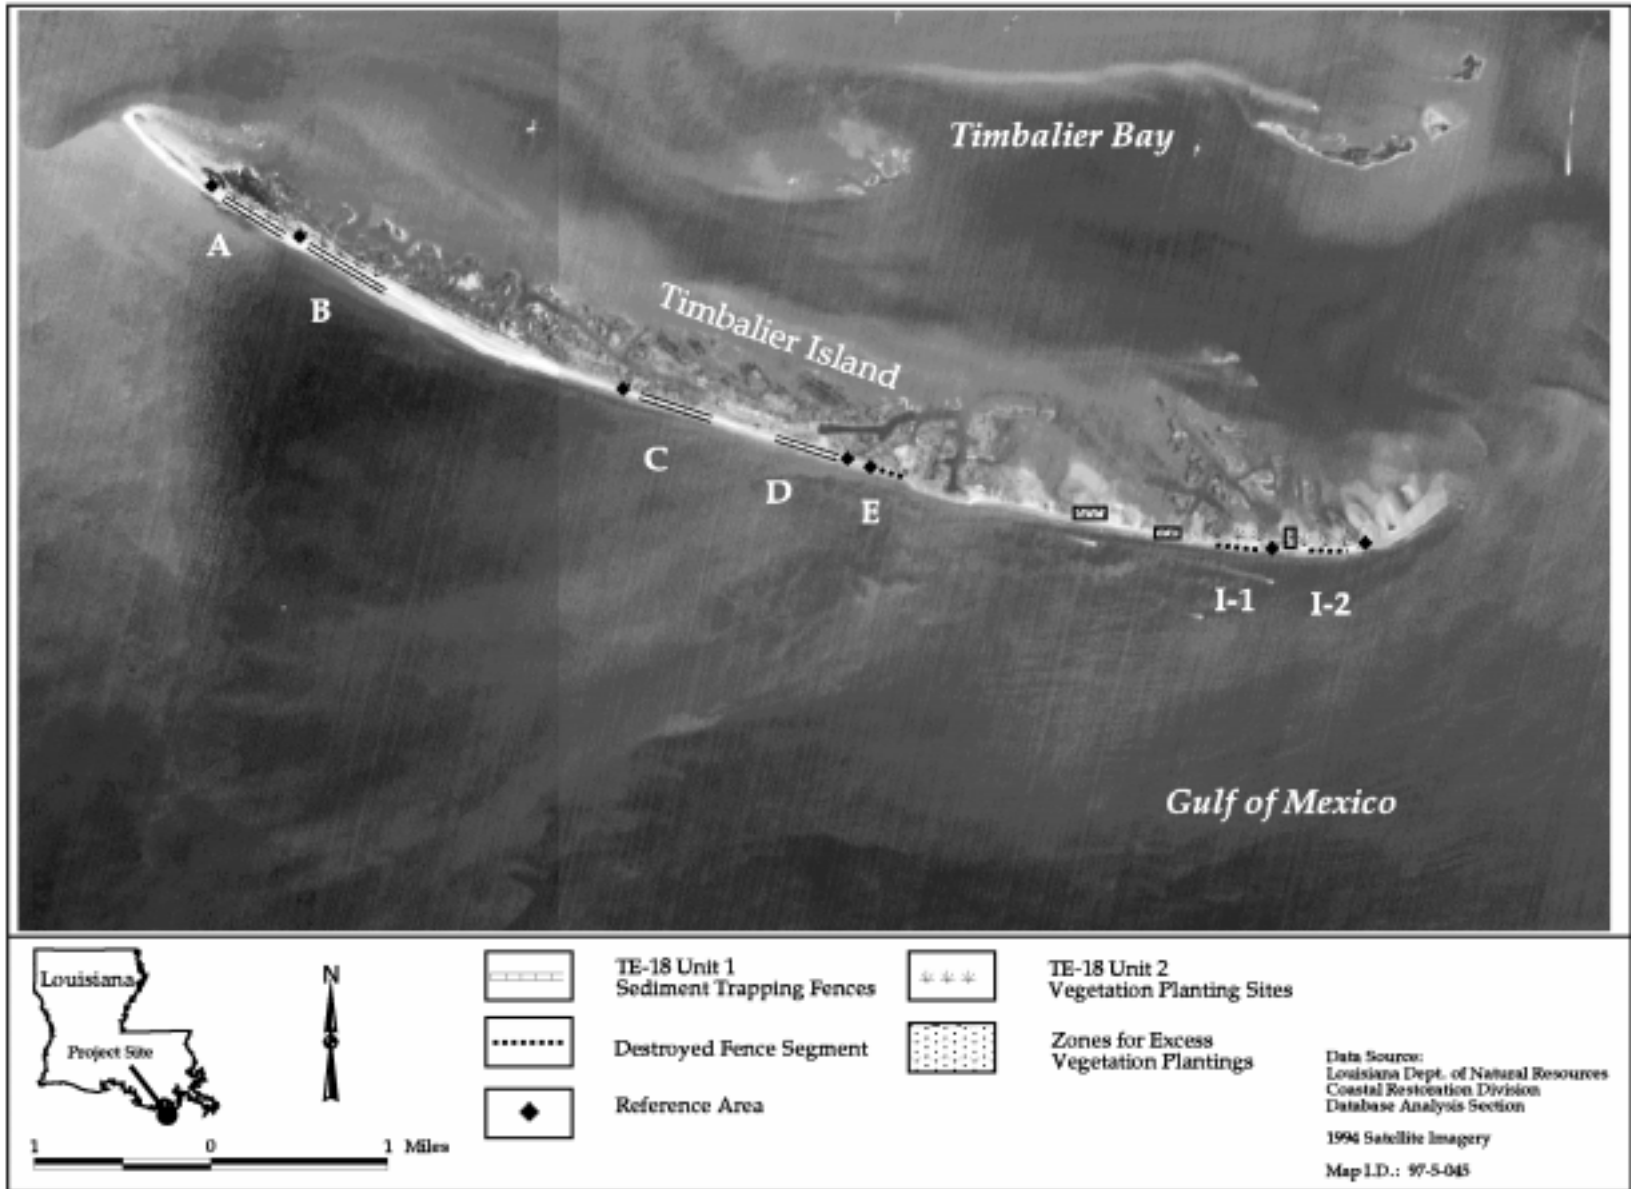 Timbalier Bay
A
B
Timbalier Island
C
D
E
I-1
I-2
Gulf of Mexico
Louisiana
Project Site
N
1 0 1 Miles
TE-18 Unit 1
Sediment Trapping Fences
Destroyed Fence Segment
Reference Area
TE-18 Unit 2
Vegetation Planting Sites
Zones for Excess
Vegetation Plantings
Data Source:
Louisiana Dept. of Natural Resources
Coastal Restoration Division
Database Analysis Section
1994 Satellite Imagery
Map I.D.: 97-5-045